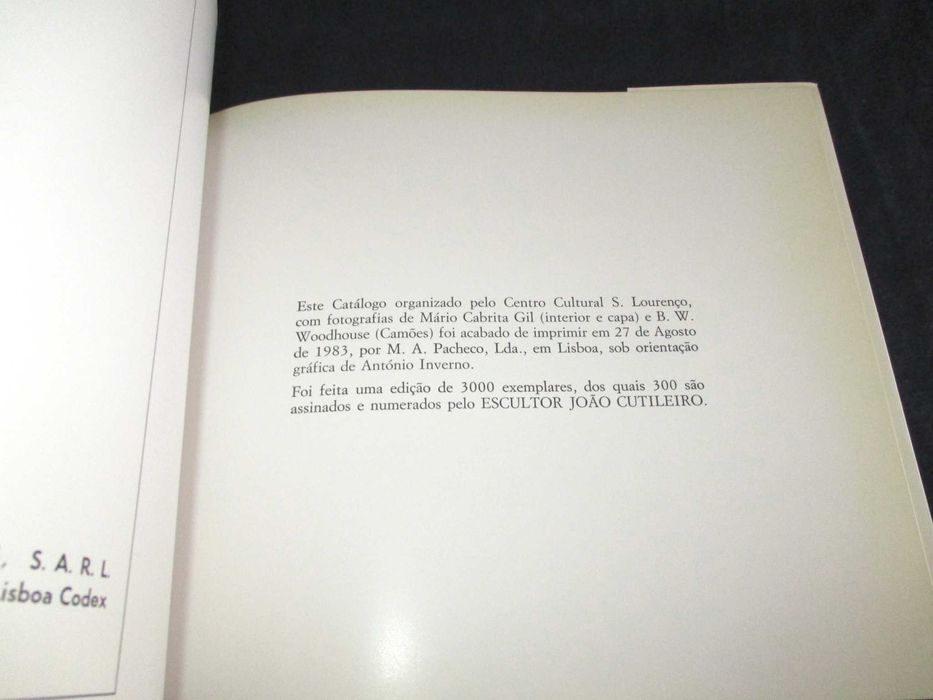 S. A. R. L.
Lisboa Codex
Este Catálogo organizado pelo Centro Cultural S. Lourenço,
com fotografias de Mário Cabrita Gil (interior e capa) e B. W.
Woodhouse (Camões) foi acabado de imprimir em 27 de Agosto
de 1983, por M. A. Pacheco, Lda., em Lisboa, sob orientação
gráfica de António Inverno.
Foi feita uma edição de 3000 exemplares, dos quais 300 são
assinados e numerados pelo ESCULTOR JOÃO CUTILEIRO.